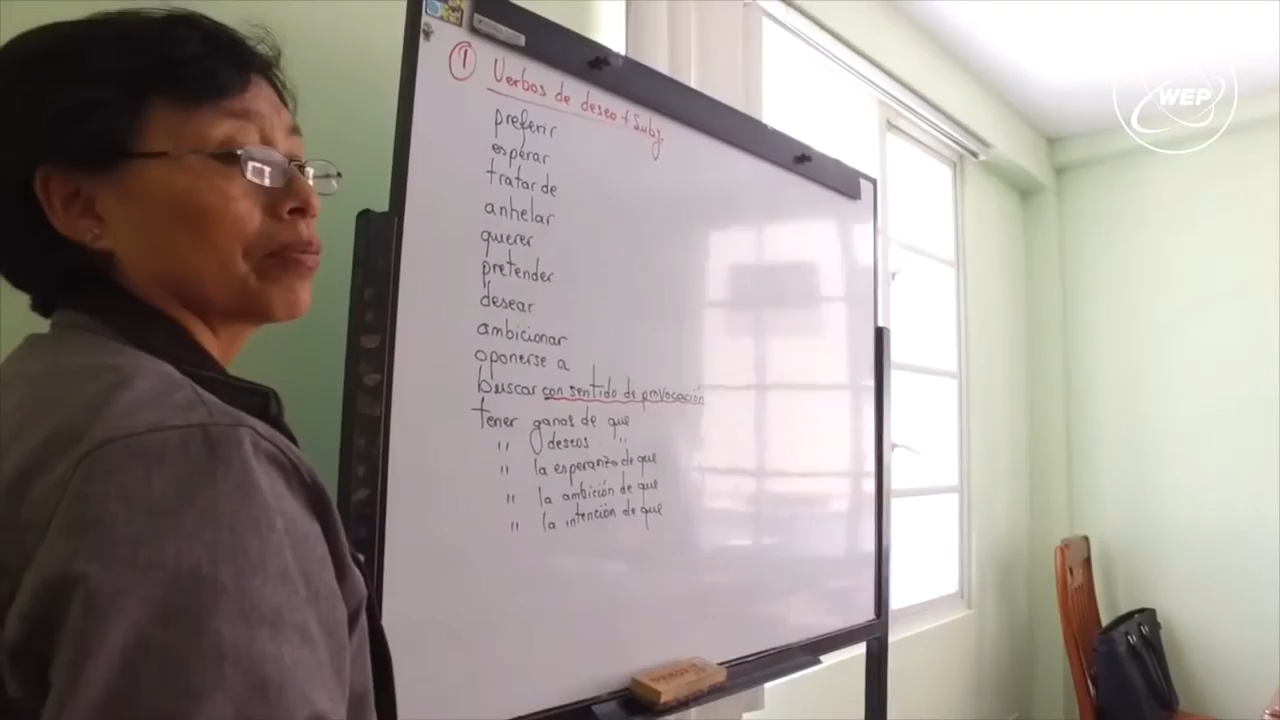 ① Verbos de deseo + Subj
preferir
esperar
tratar de
anhelar
querer
pretender
desear
ambicionar
oponerse a
buscar con sentido de provocación
tener ganas de que
" deseos "
" la esperanza de que
" la ambición de que
" la intención de que
WEP